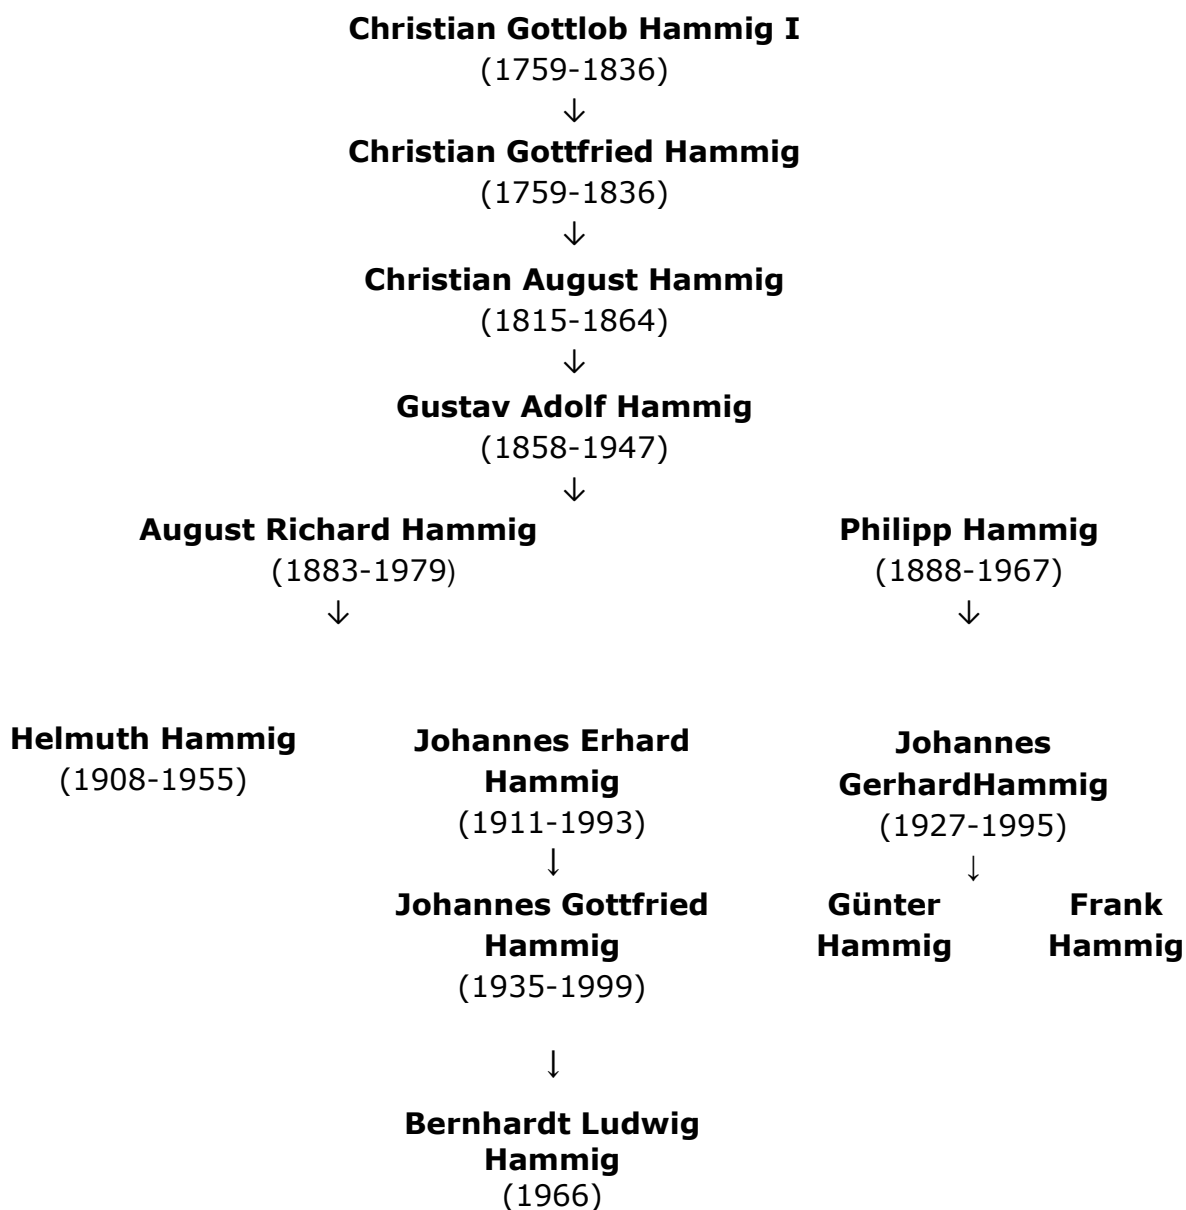 Christian Gottlob Hammig I
(1759-1836)
↓
Christian Gottfried Hammig
(1759-1836)
↓
Christian August Hammig
(1815-1864)
↓
Gustav Adolf Hammig
(1858-1947)
↓
August Richard Hammig
(1883-1979)
↓
Philipp Hammig
(1888-1967)
↓
Helmuth Hammig
(1908-1955)
Johannes Erhard
Hammig
(1911-1993)
↓
Johannes Gottfried
Hammig
(1935-1999)
↓
Bernhardt Ludwig
Hammig
(1966)
Johannes
GerhardHammig
(1927-1995)
↓
Günter
Hammig
Frank
Hammig